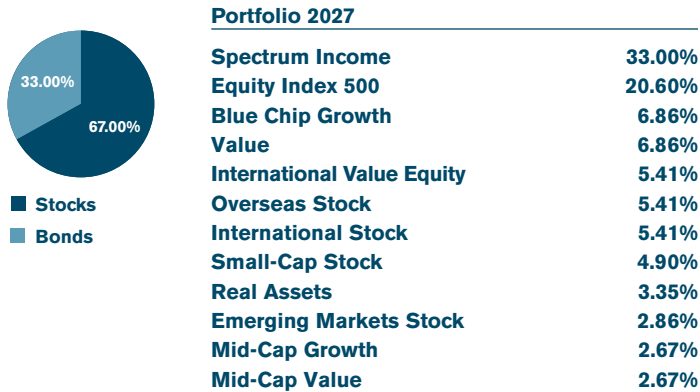 33.00%
67.00%
Stocks
Bonds
Portfolio 2027
Spectrum Income 33.00%
Equity Index 500 20.60%
Blue Chip Growth 6.86%
Value 6.86%
International Value Equity 5.41%
Overseas Stock 5.41%
International Stock 5.41%
Small-Cap Stock 4.90%
Real Assets 3.35%
Emerging Markets Stock 2.86%
Mid-Cap Growth 2.67%
Mid-Cap Value 2.67%